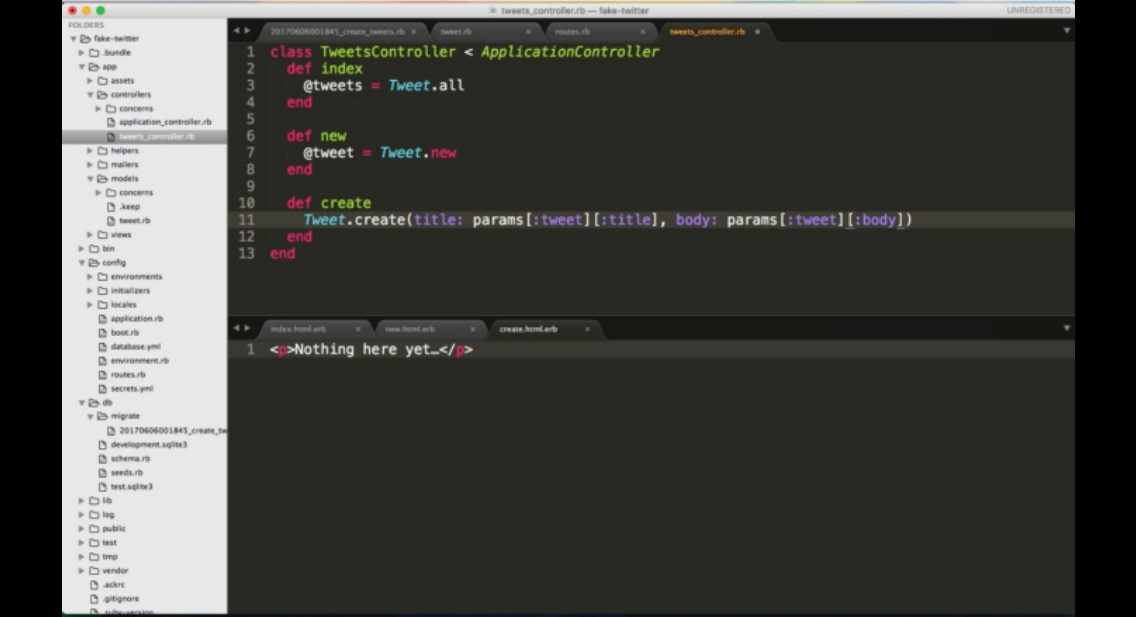 tweets_controller.rb — fake-twitter
UNREGISTERED
FOLDERS
fake-twitter
.bundle
app
assets
controllers
concerns
application_controller.rb
tweets_controller.rb
helpers
mailers
models
concerns
.keep
tweet.rb
views
bin
config
environments
initializers
locales
application.rb
boot.rb
database.yml
environment.rb
routes.rb
secrets.yml
db
migrate
20170606001845_create_tw
development.sqlite3
schema.rb
seeds.rb
test.sqlite3
lib
log
public
test
tmp
vendor
.ackrc
.gitignore
.ruby-version
20170606001845_create_tweets.rb × tweet.rb × routes.rb × tweets_controller.rb
1 class TweetsController < ApplicationController
2 def index
3 @tweets = Tweet.all
4 end
5
6 def new
7 @tweet = Tweet.new
8 end
9
10 def create
11 Tweet.create(title: params[:tweet][:title], body: params[:tweet][:body])
12 end
13 end
index.html.erb × new.html.erb × create.html.erb ×
1 <p>Nothing here yet…</p>